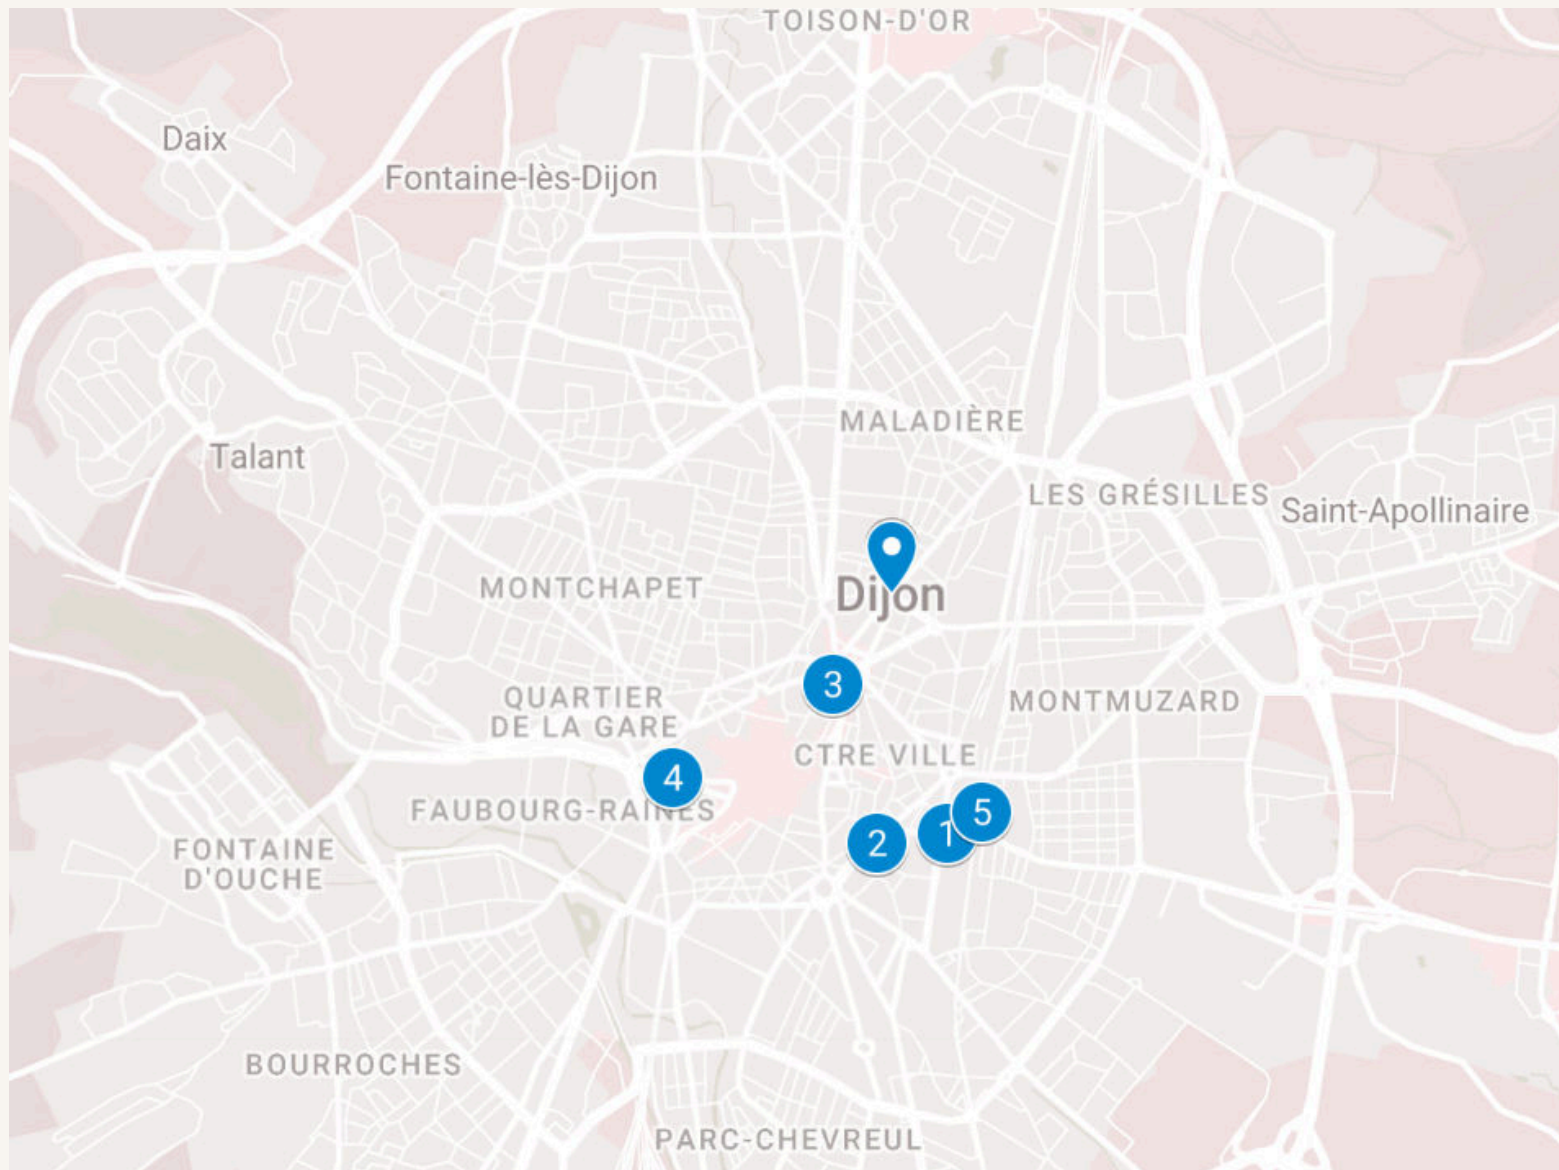 TOISON-D'OR
Daix
Fontaine-lès-Dijon
MALADIÈRE
Talant
LES GRÉSILLES
Saint-Apollinaire
MONTCHAPET
Dijon
3
QUARTIER
DE LA GARE
MONTMUZARD
CTRE VILLE
4
FAUBOURG-RAINES
5
1
2
FONTAINE
D'OUCHE
BOURROCHES
PARC-CHEVREUL